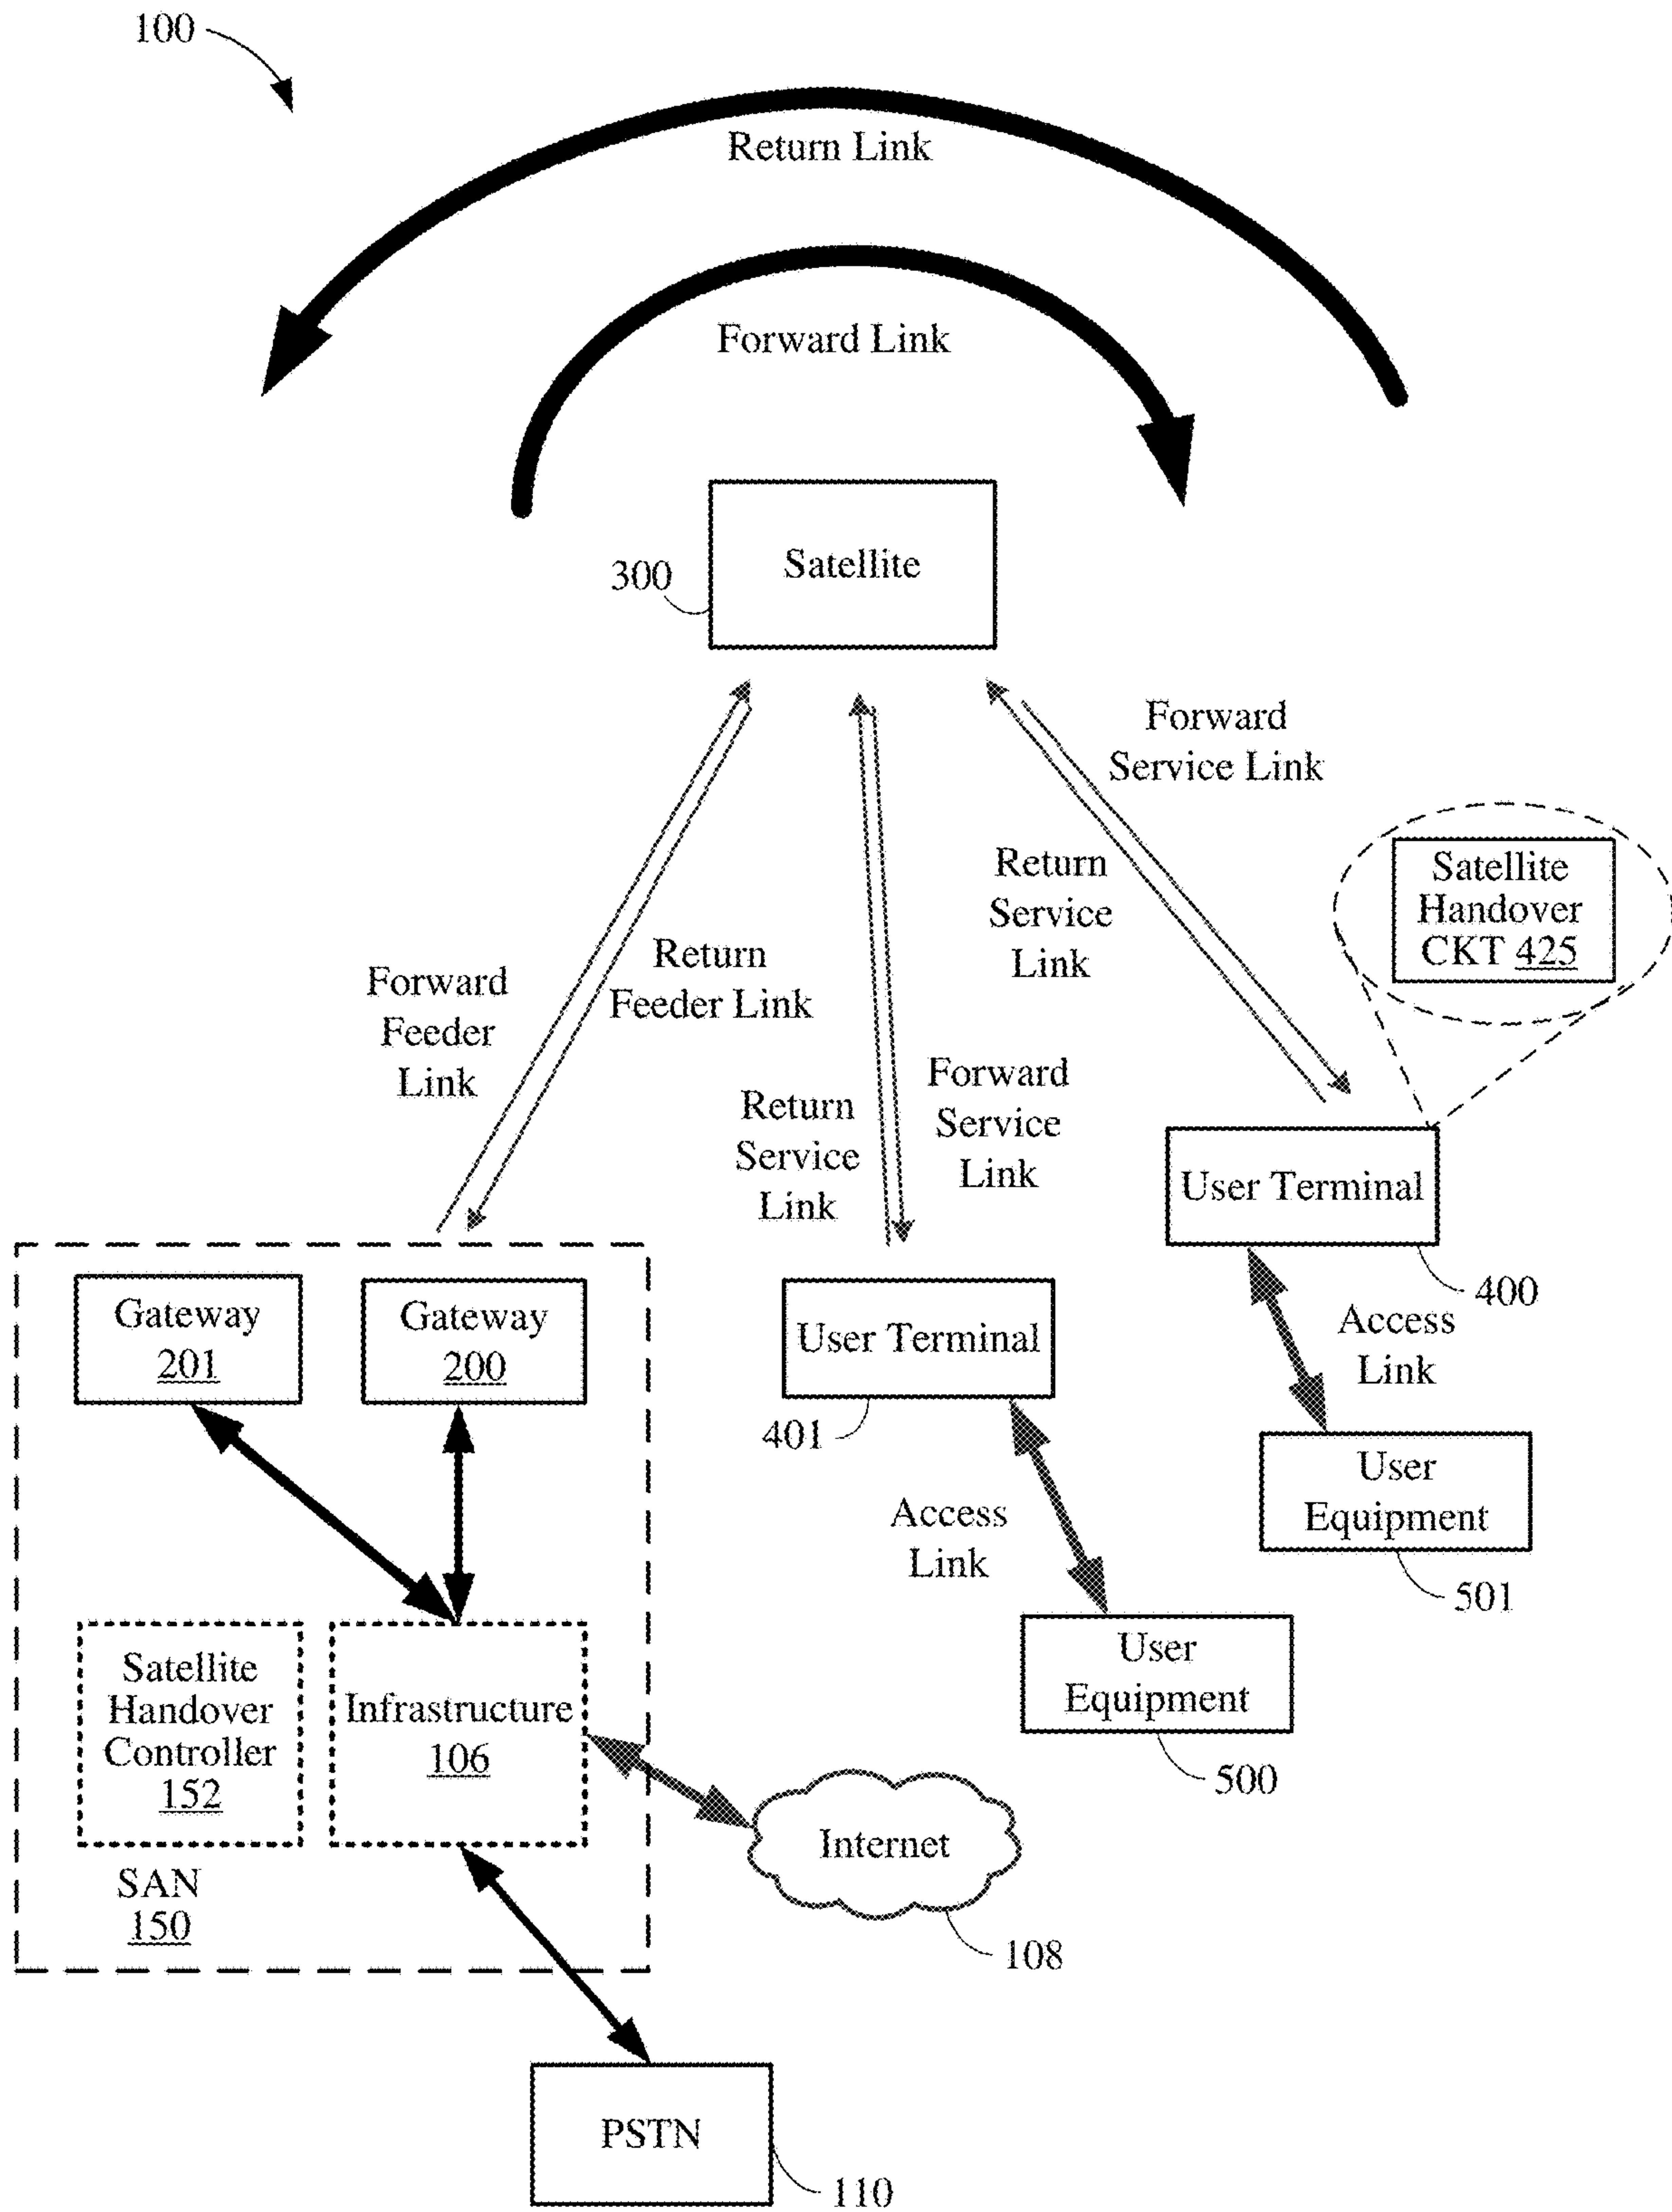 100
Return Link
Forward Link
Satellite
300
Forward
Service Link
Return
Service
Link
Satellite
Handover
CKT 425
Forward
Feeder
Link
Return
Feeder Link
Return
Service
Link
Forward
Service
Link
User Terminal
400
Gateway
201
Gateway
200
User Terminal
401
Access
Link
User
Equipment
501
Access
Link
User
Equipment
500
Satellite
Handover
Controller
152
Infrastructure
106
SAN
150
Internet
108
PSTN
110